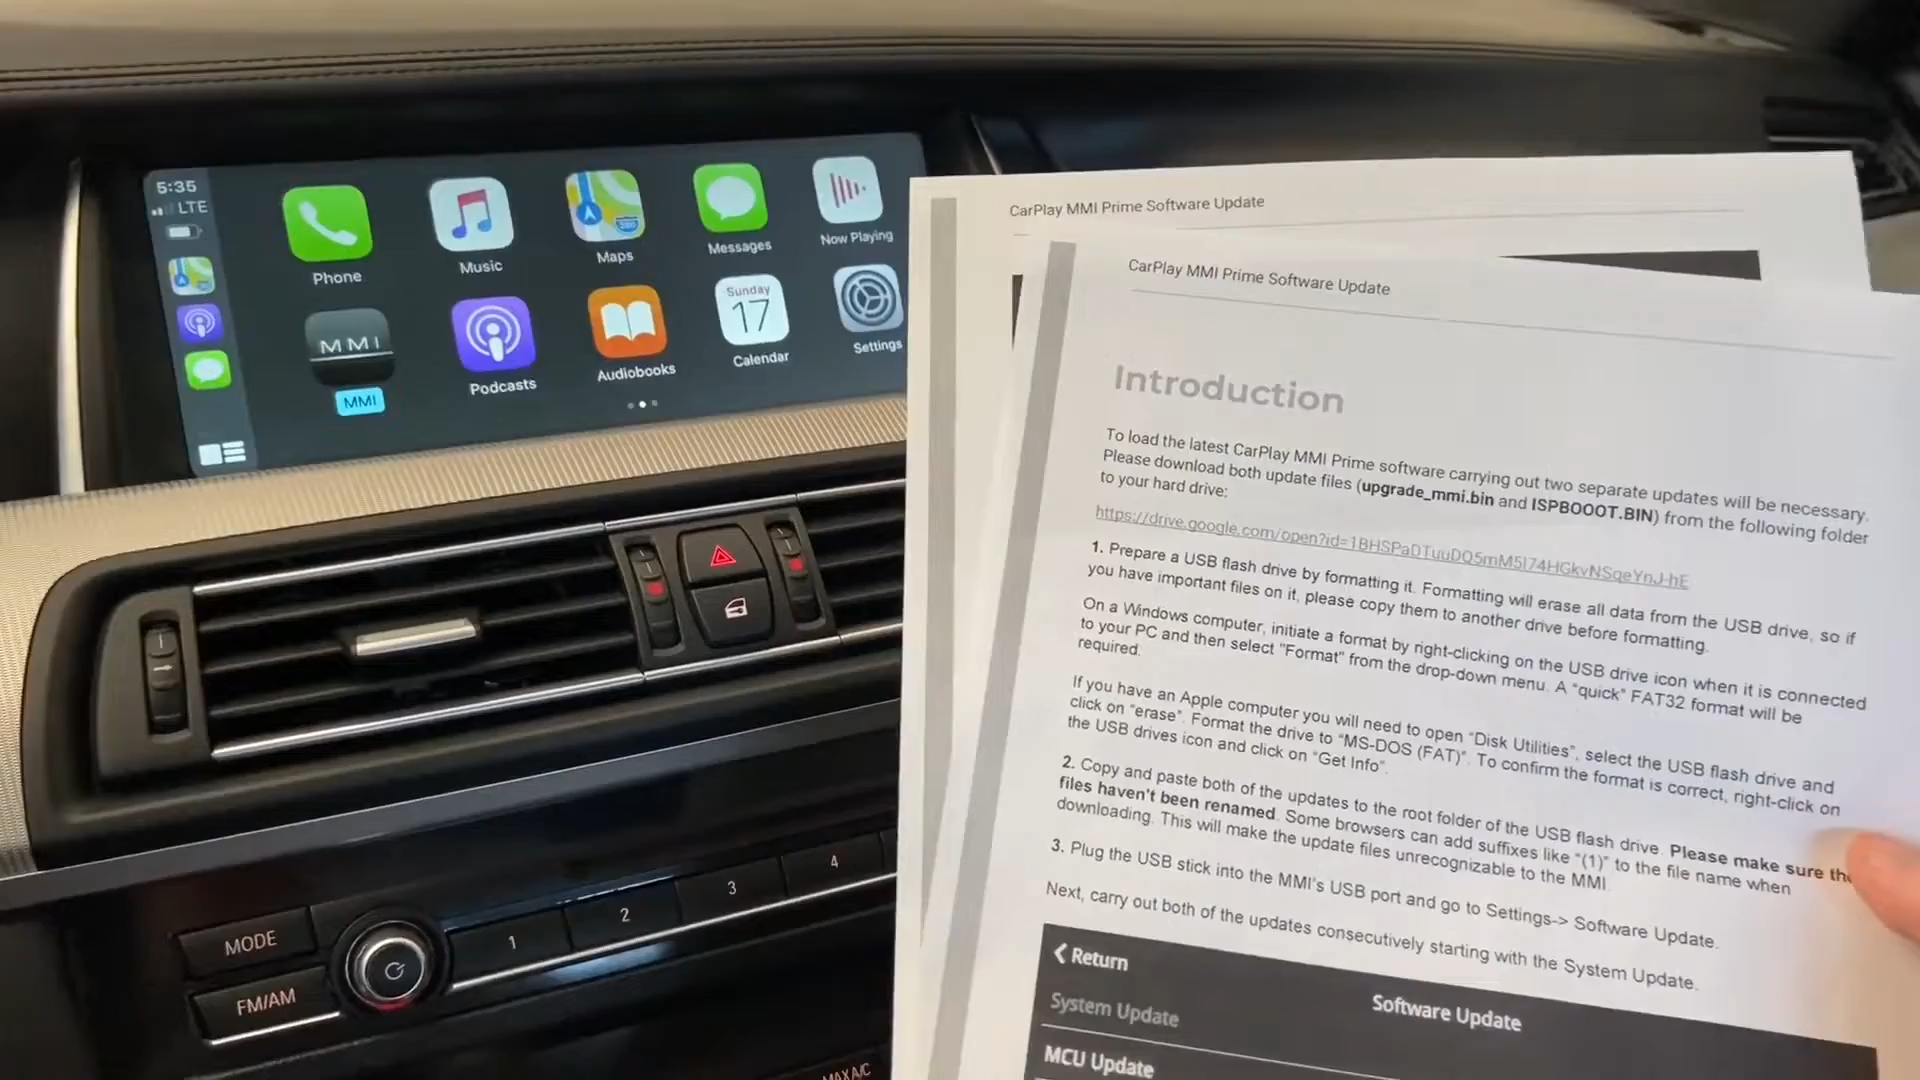 5:35
LTE
Phone
Music
Maps
280
Messages
Now Playing
MMI
MMI
Podcasts
Audiobooks
Sunday
17
Calendar
Settings
MODE
FM/AM
1
2
3
4
MAX A/C
CarPlay MMI Prime Software Update
CarPlay MMI Prime Software Update
Introduction
To load the latest CarPlay MMI Prime software carrying out two separate updates will be necessary.
Please download both update files (upgrade_mmi.bin and ISPBOOOT.BIN) from the following folder
to your hard drive:
https://drive.google.com/open?id=1BHSPaDTuuDQ5mM5I74HGkvNSqeYnJ-hE
1. Prepare a USB flash drive by formatting it. Formatting will erase all data from the USB drive, so if
you have important files on it, please copy them to another drive before formatting.
On a Windows computer, initiate a format by right-clicking on the USB drive icon when it is connected
to your PC and then select "Format" from the drop-down menu. A "quick" FAT32 format will be
required.
If you have an Apple computer you will need to open "Disk Utilities", select the USB flash drive and
click on "erase". Format the drive to "MS-DOS (FAT)". To confirm the format is correct, right-click on
the USB drives icon and click on "Get Info".
2. Copy and paste both of the updates to the root folder of the USB flash drive. Please make sure the
files haven't been renamed. Some browsers can add suffixes like "(1)" to the file name when
downloading. This will make the update files unrecognizable to the MMI.
3. Plug the USB stick into the MMI's USB port and go to Settings-> Software Update.
Next, carry out both of the updates consecutively starting with the System Update.
Return
Software Update
System Update
MCU Update